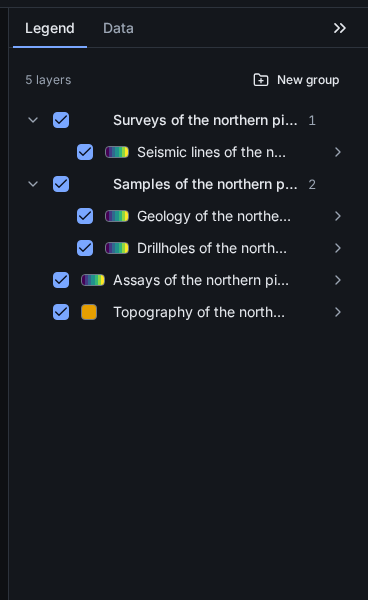 Legend
Data
5 layers
New group
Surveys of the northern pi...
1
Seismic lines of the n...
Samples of the northern p...
2
Geology of the northe...
Drillholes of the north...
Assays of the northern pi...
Topography of the north...